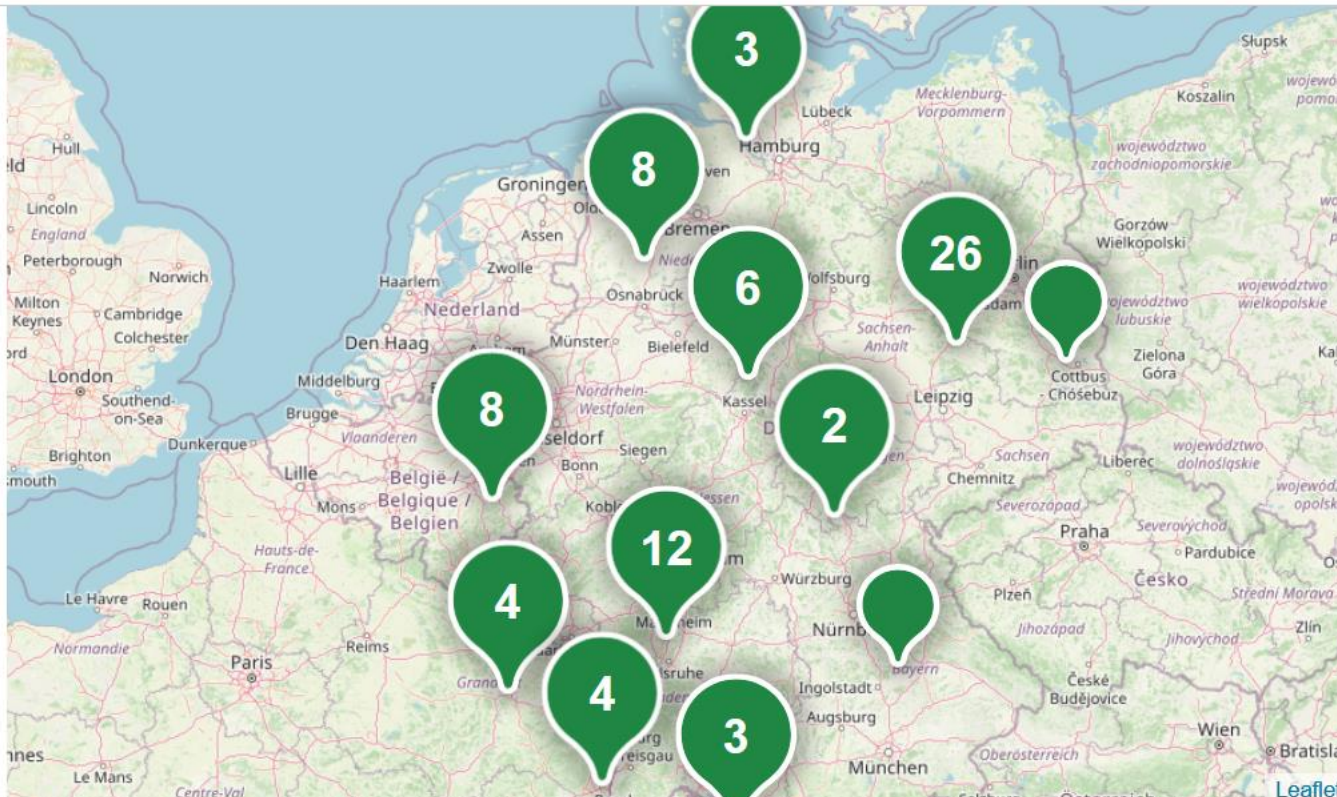 3
Słupsk
Koszalin
Lübeck
Mecklenburg-
Vorpommern
Hull
Hamburg
województwo
zachodniopomorskie
8
Groningen
Lincoln
England
Bremen
Assen
Gorzów
Wielkopolski
26
Peterborough
Norwich
Zwolle
Haarlem
6
Osnabrück
Milton
Keynes
Cambridge
Nederland
województwo
lubuskie
województwo
wielkopolskie
Colchester
Den Haag
Münster
Bielefeld
Sachsen-
Anhalt
Zielona
Góra
London
Middelburg
Cottbus
- Chóśebuz
Southend-
on-Sea
Brugge
Nordrhein-
Westfalen
Kassel
Leipzig
8
2
Dunkerque
Vlaanderen
Brighton
Lille
Siegen
Bonn
Sachsen
Chemnitz
Liberec
województwo
dolnośląskie
België /
Belgique /
Belgien
Mons
Severozápad
Praha
Severovýchod
Pardubice
12
Hauts-de-
France
Würzburg
Plzeň
Česko
Střední Morava
Le Havre
Rouen
4
Jihozápad
Jihovýchod
Zlín
Normandie
Reims
Paris
Bayern
České
Budějovice
4
Ingolstadt
3
Augsburg
Wien
Oberösterreich
München
Le Mans
Centre-Val